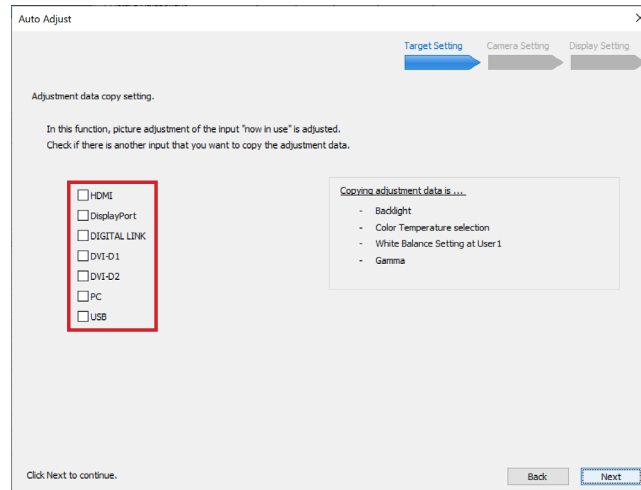 Auto Adjust
Target Setting Camera Setting Display Setting
Adjustment data copy setting.
In this function, picture adjustment of the input "now in use" is adjusted.
Check if there is another input that you want to copy the adjustment data.
HDMI
DisplayPort
DIGITAL LINK
DVI-D1
DVI-D2
PC
USB
Copying adjustment data is ...
- Backlight
- Color Temperature selection
- White Balance Setting at User1
- Gamma
Click Next to continue.
Back Next